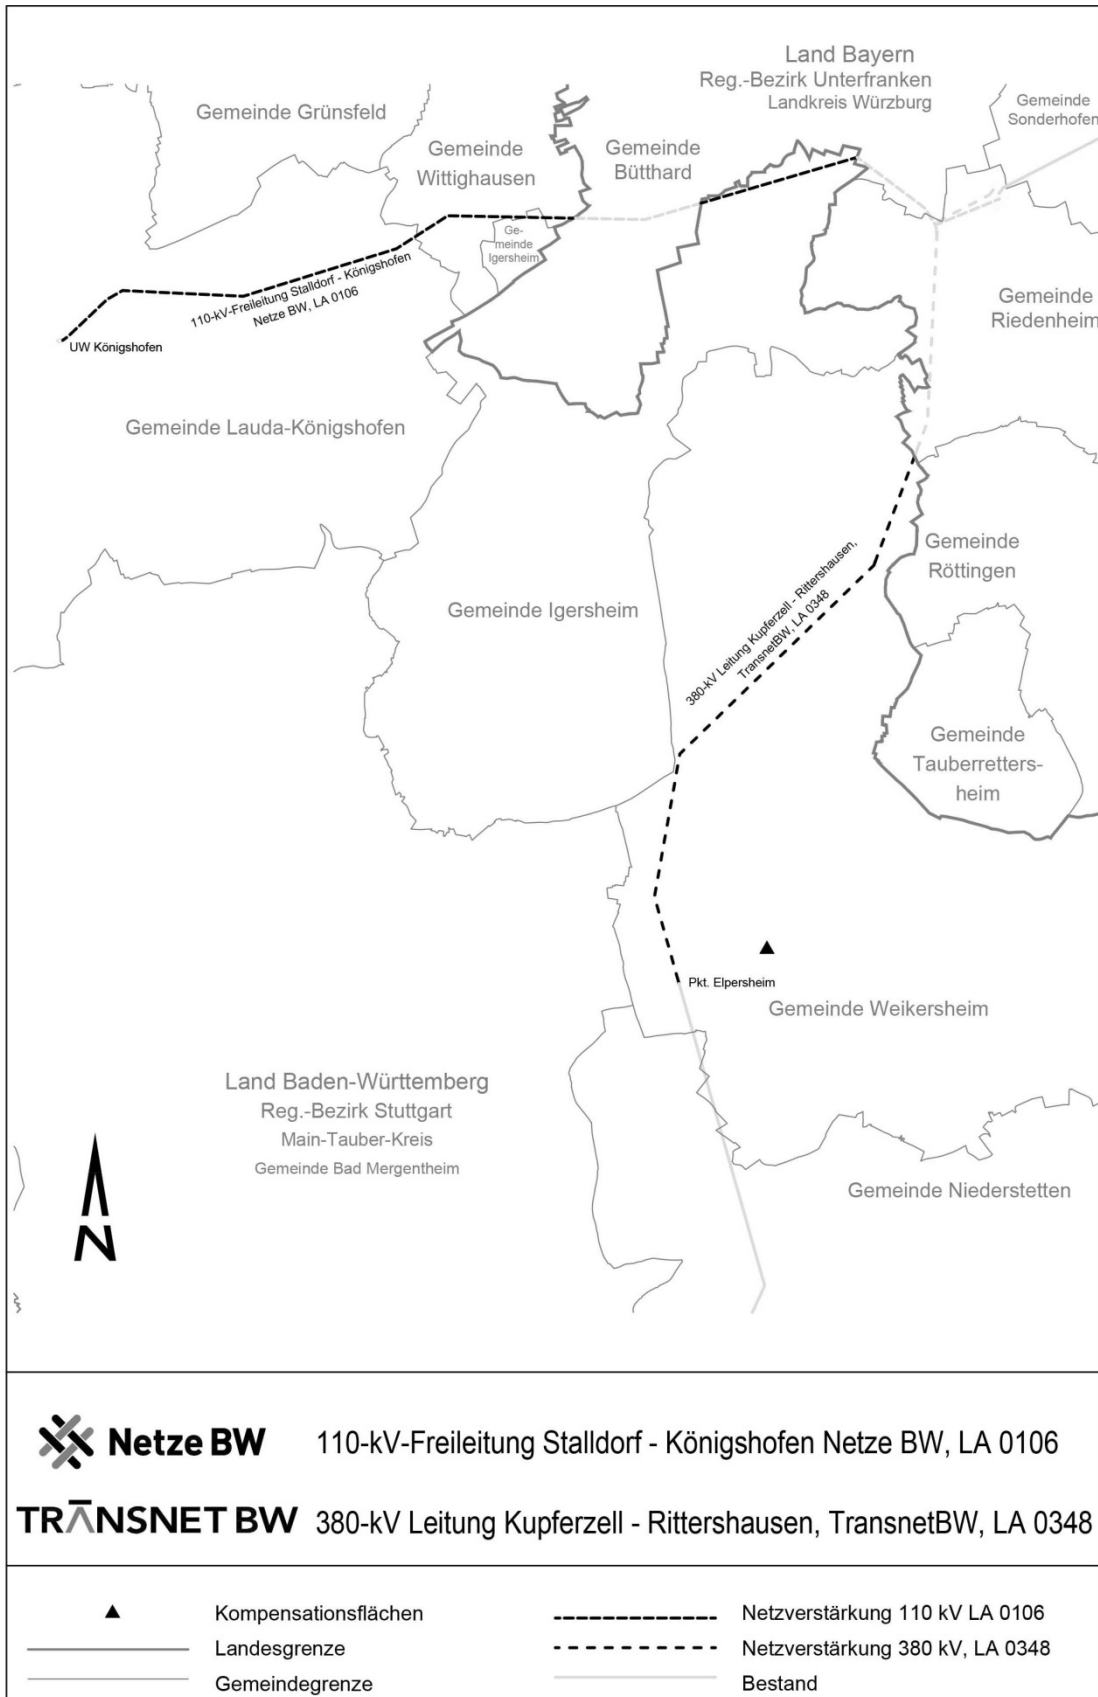 Land Bayern
Reg.-Bezirk Unterfranken
Landkreis Würzburg
Gemeinde
Sonderhofen
Gemeinde Grünsfeld
Gemeinde
Wittighausen
Gemeinde
Bütthard
Ge-
meinde
Igersheim
110-kV-Freileitung Stalldorf - Königshofen
Netze BW, LA 0106
UW Königshofen
Gemeinde
Riedenheim
Gemeinde Lauda-Königshofen
Gemeinde
Röttingen
Gemeinde Igersheim
380-kV Leitung Kupferzell - Rittershausen,
TransnetBW, LA 0348
Gemeinde
Tauberretters-
heim
Pkt. Elpersheim
Gemeinde Weikersheim
Land Baden-Württemberg
Reg.-Bezirk Stuttgart
Main-Tauber-Kreis
Gemeinde Bad Mergentheim
Gemeinde Niederstetten
N
Netze BW
110-kV-Freileitung Stalldorf - Königshofen Netze BW, LA 0106
TRANSNET BW
380-kV Leitung Kupferzell - Rittershausen, TransnetBW, LA 0348
Kompensationsflächen
Landesgrenze
Gemeindegrenze
Netzverstärkung 110 kV LA 0106
Netzverstärkung 380 kV, LA 0348
Bestand